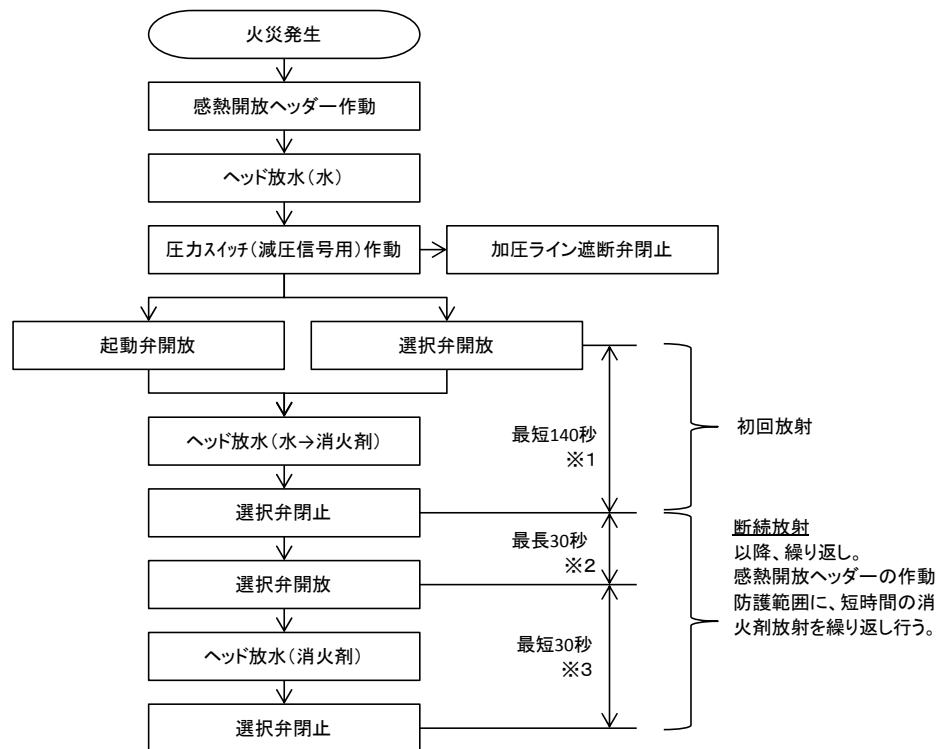 火災発生
感熱開放ヘッダー作動
ヘッド放水(水)
圧力スイッチ(減圧信号用)作動
加圧ライン遮断弁閉止
起動弁開放
選択弁開放
ヘッド放水(水→消火剤)
最短140秒
※1
初回放射
選択弁閉止
最長30秒
※2
断続放射
以降、繰り返し。
感熱開放ヘッダーの作動
防護範囲に、短時間の消
火剤放射を繰り返し行う。
選択弁開放
ヘッド放水(消火剤)
最短30秒
※3
選択弁閉止